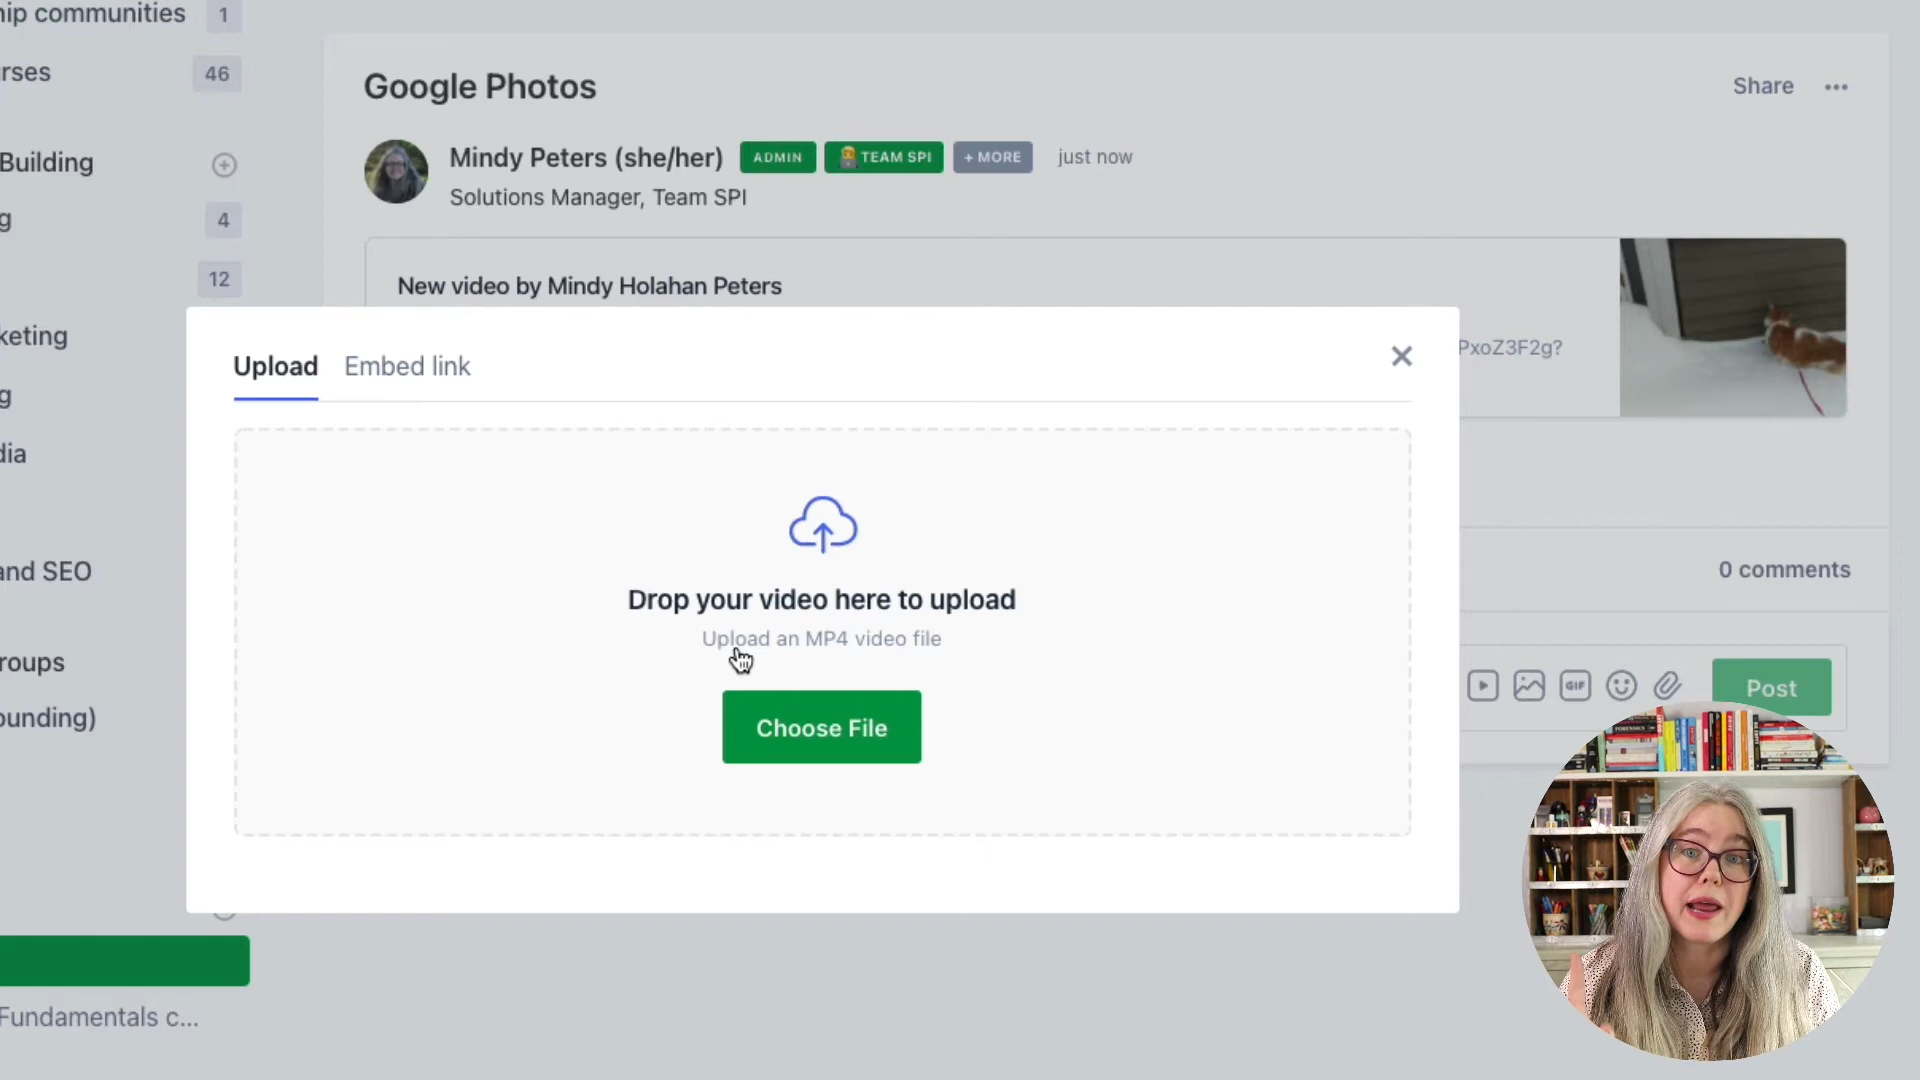 ip communities 1
rses 46
Building
g 4
12
keting
g
dia
and SEO
roups
ounding)
Fundamentals c...
Google Photos
Share
Mindy Peters (she/her) ADMIN TEAM SPI + MORE just now
Solutions Manager, Team SPI
New video by Mindy Holahan Peters
PxoZ3F2g?
Upload Embed link
Drop your video here to upload
Upload an MP4 video file
Choose File
0 comments
GIF
Post
FORENSICS